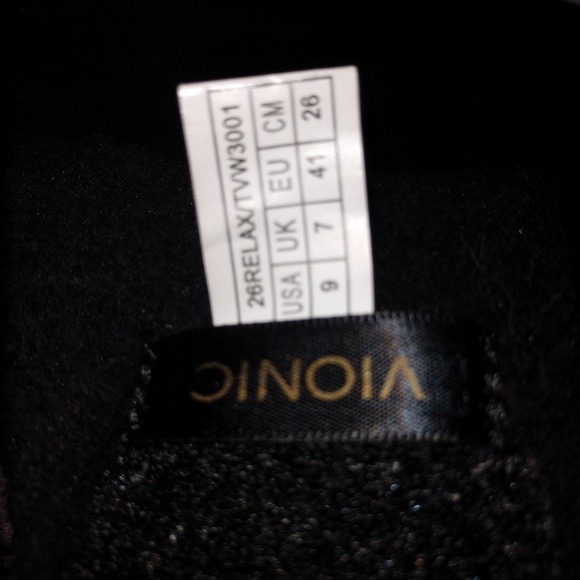 26RELAX/TVW3001
USA UK EU CM
9 7 41 26
VIONIC